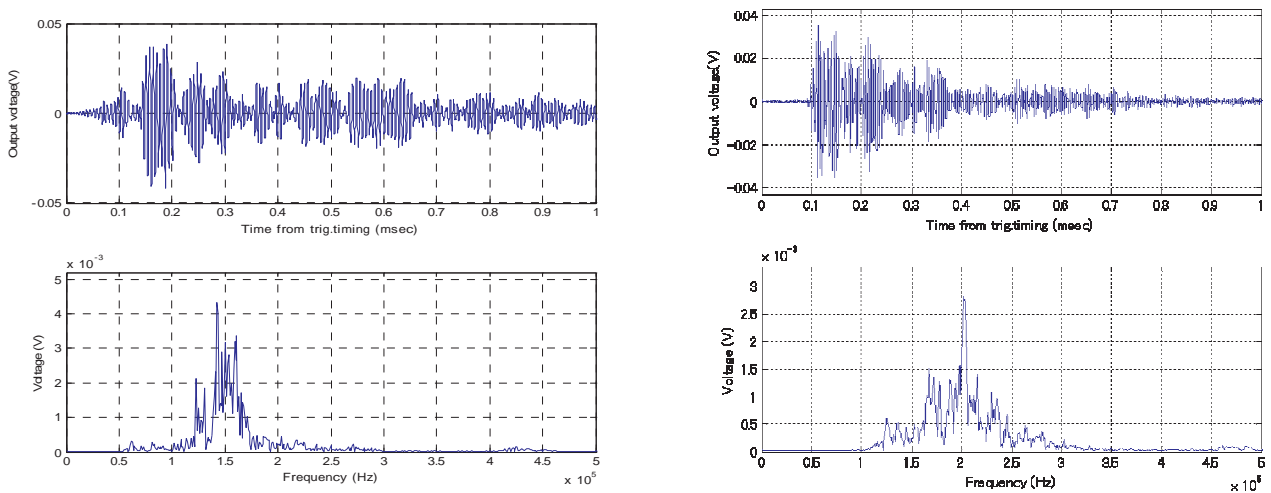 0.05
0
-0.05
Output voltage(V)
0 0.1 0.2 0.3 0.4 0.5 0.6 0.7 0.8 0.9 1
Time from trig.timing (msec)
x 10⁻³
5
4
3
2
1
0
Voltage (V)
0 0.5 1 1.5 2 2.5 3 3.5 4 4.5 5
Frequency (Hz)
x 10⁵
0.04
0.02
0
-0.02
-0.04
Output voltage(V)
0 0.1 0.2 0.3 0.4 0.5 0.6 0.7 0.8 0.9 1
Time from trig.timing (msec)
x 10⁻³
3
2.5
2
1.5
1
0.5
0
Voltage (V)
0 0.5 1 1.5 2 2.5 3 3.5 4 4.5 5
Frequency (Hz)
x 10⁵